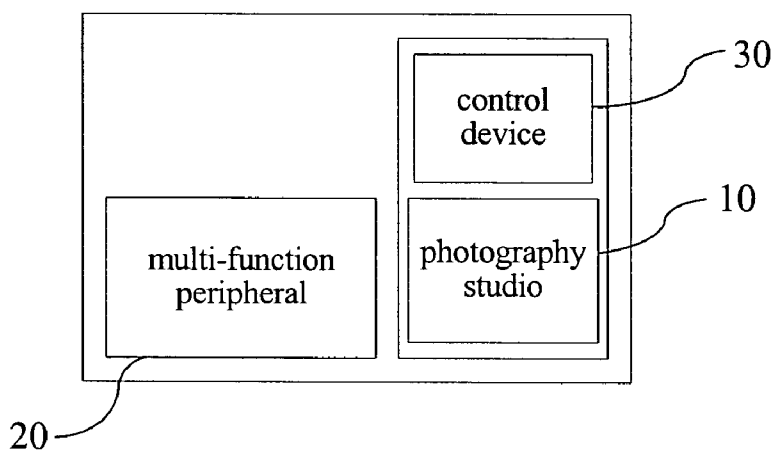 control
device
30
photography
studio
10
multi-function
peripheral
20